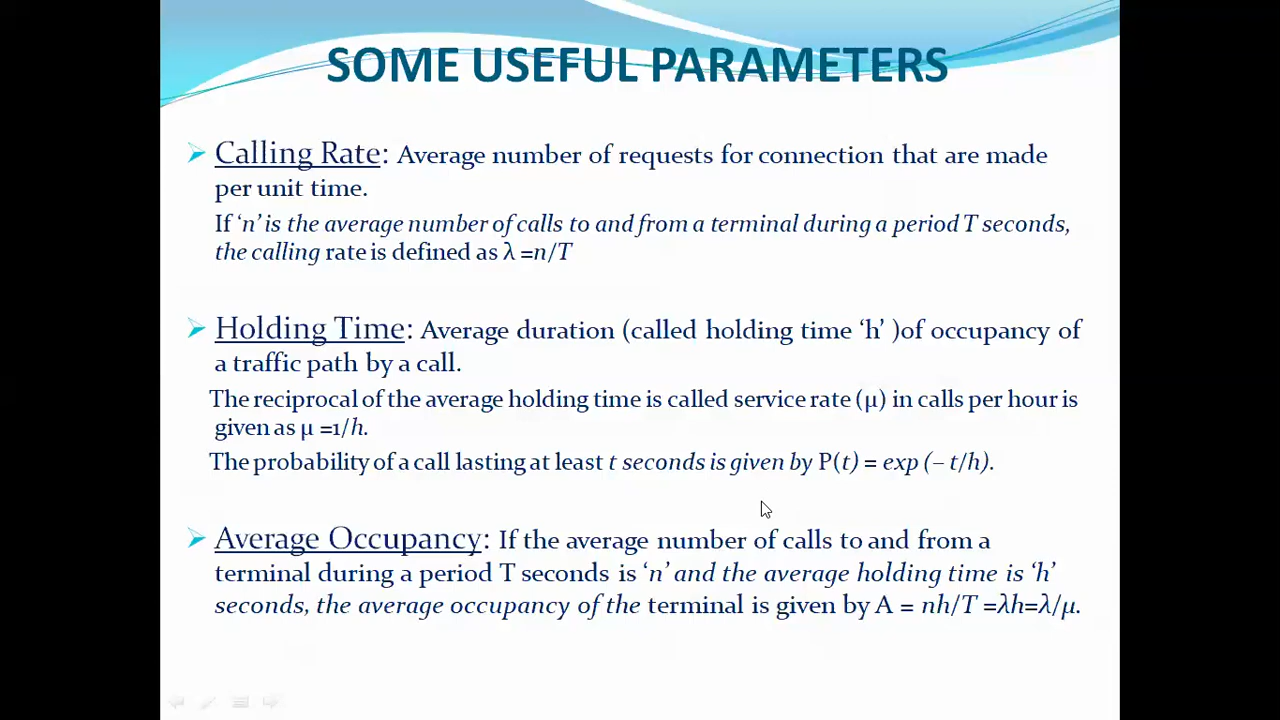 SOME USEFUL PARAMETERS
➢ Calling Rate: Average number of requests for connection that are made
per unit time.
If ‘n’ is the average number of calls to and from a terminal during a period T seconds,
the calling rate is defined as λ =n/T
➢ Holding Time: Average duration (called holding time ‘h’ )of occupancy of
a traffic path by a call.
The reciprocal of the average holding time is called service rate (μ) in calls per hour is
given as μ =1/h.
The probability of a call lasting at least t seconds is given by P(t) = exp (– t/h).
➢ Average Occupancy: If the average number of calls to and from a
terminal during a period T seconds is ‘n’ and the average holding time is ‘h’
seconds, the average occupancy of the terminal is given by A = nh/T =λh=λ/μ.